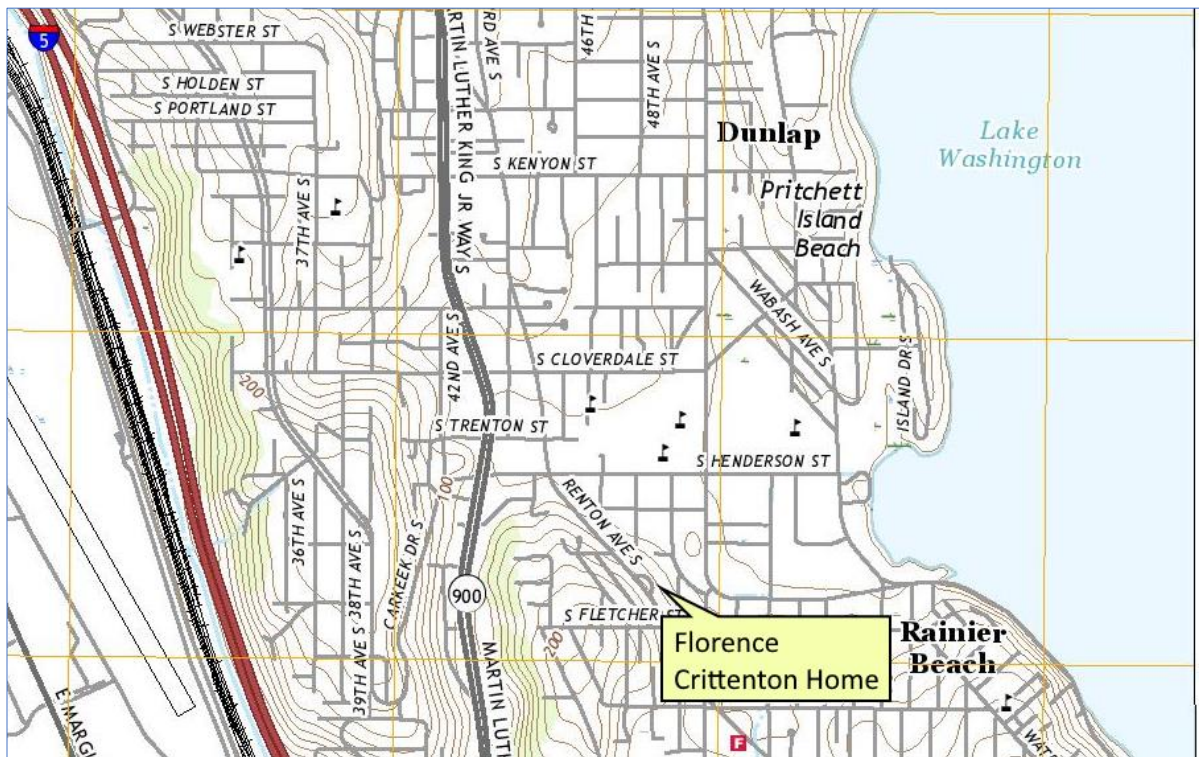 5
S WEBSTER ST
S HOLDEN ST
S PORTLAND ST
MARTIN LUTHER KING JR WAY S
46TH
48TH AVE S
Dunlap
Lake
Washington
S KENYON ST
Pritchett
Island
Beach
37TH AVE S
WABASH AVE S
42ND AVE S
S CLOVERDALE ST
ISLAND DR S
200
S TRENTON ST
S HENDERSON ST
100
RENTON AVE S
36TH AVE S
38TH AVE S
39TH AVE S
CARKEEK DR S
900
S FLETCHER ST
Florence
Crittenton Home
Rainier
Beach
200
MARTIN LUT
E MARG
F
WAT